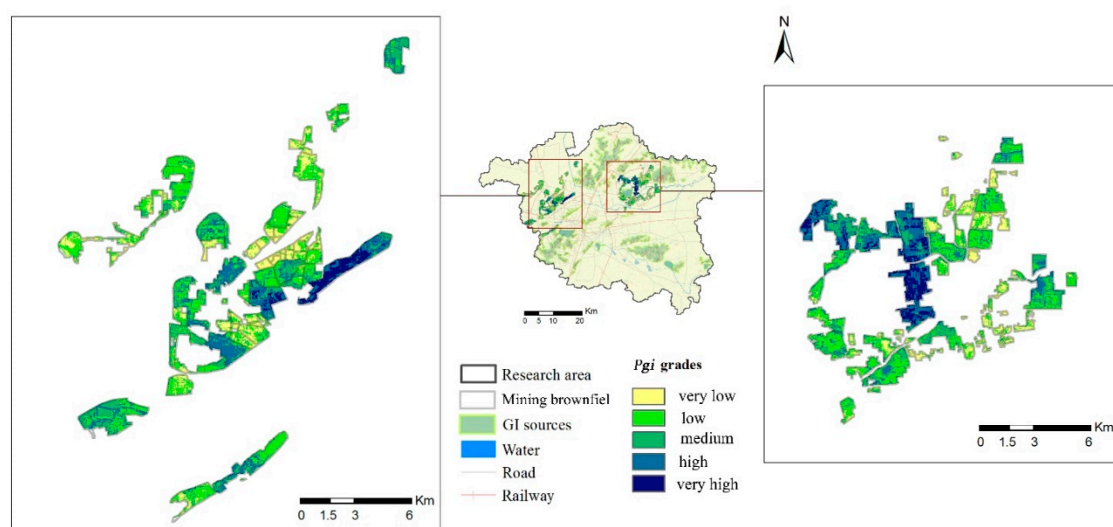 N
Km
0 5 10 20
Research area
Mining brownfiel
GI sources
Water
Road
Railway
Pgi grades
very low
low
medium
high
very high
Km
0 1.5 3 6
Km
0 1.5 3 6